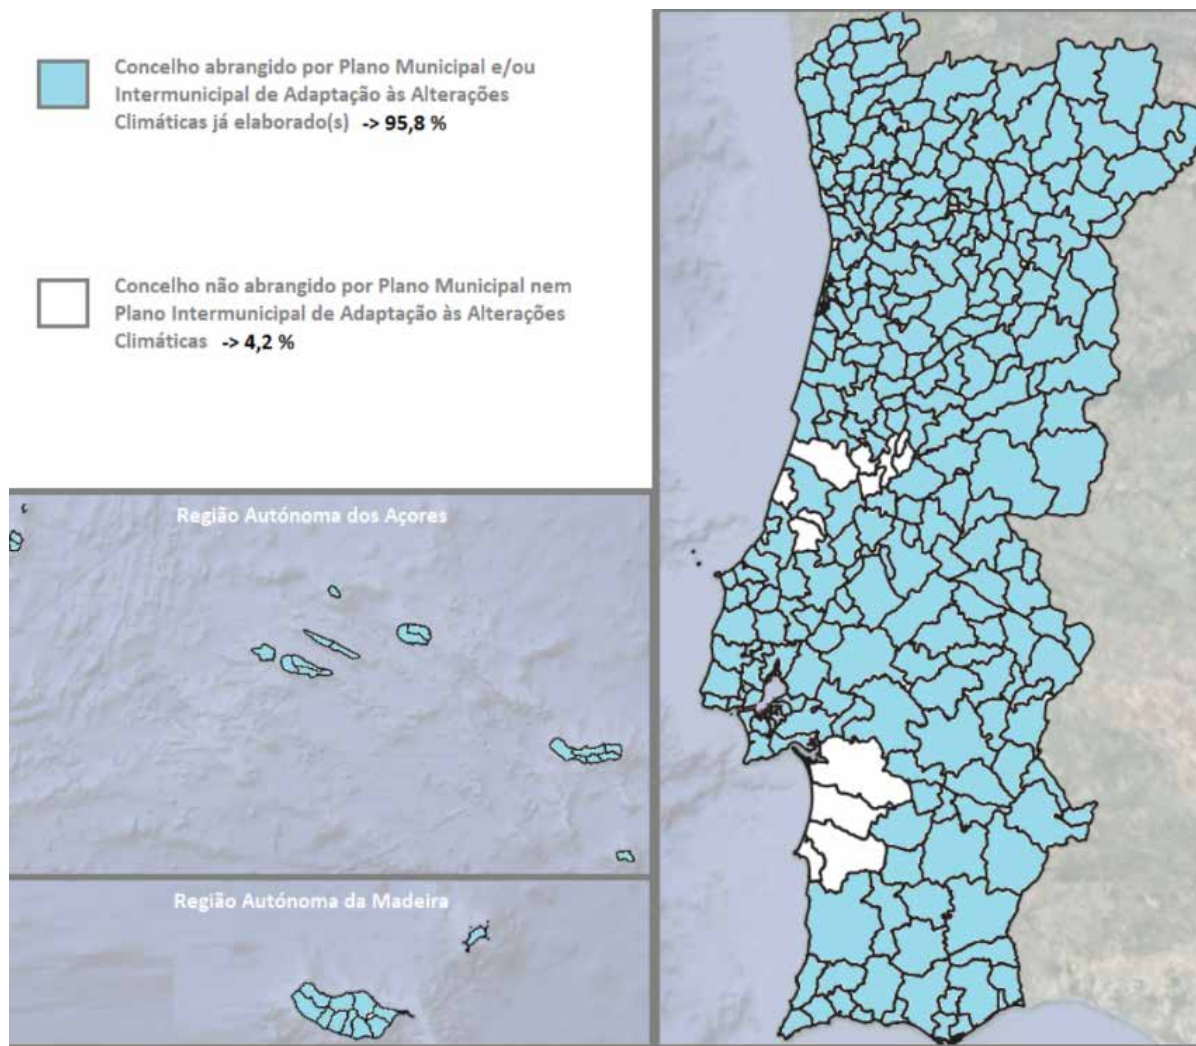 Concelho abrangido por Plano Municipal e/ou
Intermunicipal de Adaptação às Alterações
Climáticas já elaborado(s) -> 95,8 %
Concelho não abrangido por Plano Municipal nem
Plano Intermunicipal de Adaptação às Alterações
Climáticas -> 4,2 %
Região Autónoma dos Açores
Região Autónoma da Madeira